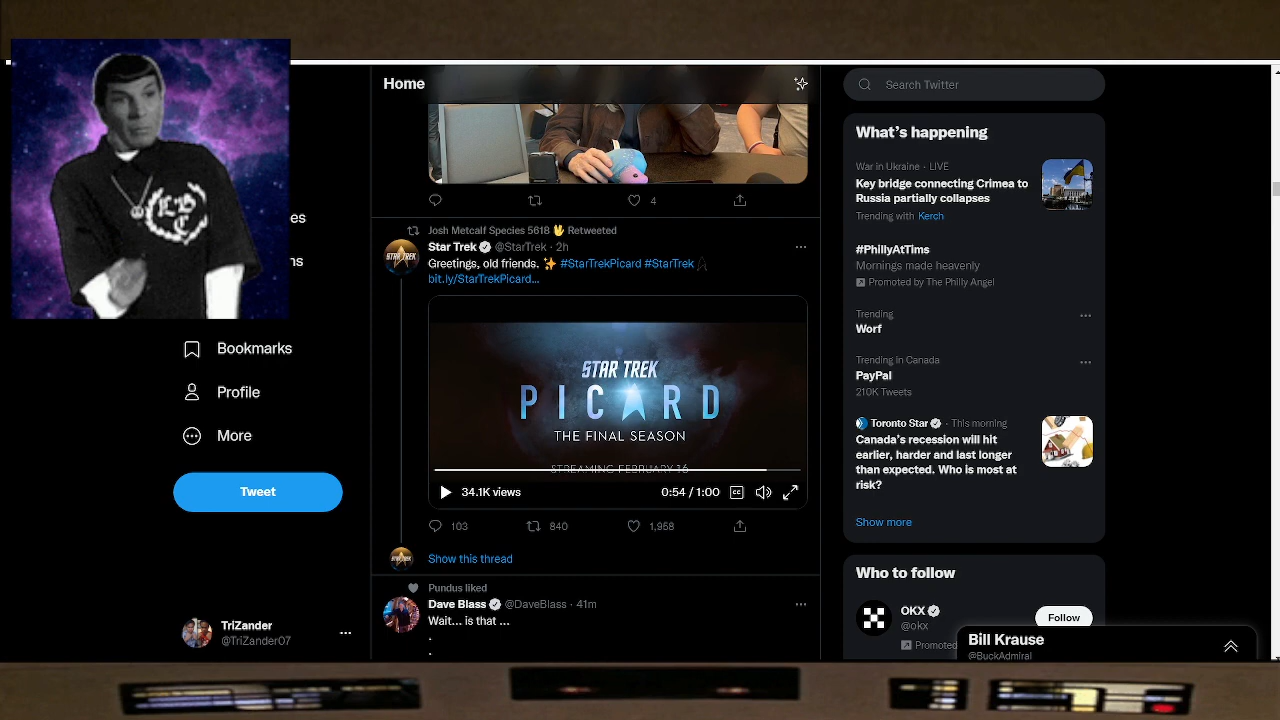 Home
Search Twitter
es
ns
Bookmarks
Profile
More
Tweet
TriZander
@TriZander07
4
Josh Metcalf Species 5618 🖖 Retweeted
Star Trek @StarTrek · 2h
Greetings, old friends. ✨ #StarTrekPicard #StarTrek
bit.ly/StarTrekPicard…
STAR TREK
STAR TREK
PICARD
THE FINAL SEASON
STREAMING FEBRUARY 16
34.1K views
0:54 / 1:00
CC
103
840
1,958
Show this thread
Pundus liked
Dave Blass @DaveBlass · 41m
Wait... is that ...
.
.
What's happening
War in Ukraine · LIVE
Key bridge connecting Crimea to
Russia partially collapses
Trending with Kerch
#PhillyAtTims
Mornings made heavenly
Promoted by The Philly Angel
Trending
Worf
Trending in Canada
PayPal
210K Tweets
Toronto Star · This morning
Canada's recession will hit
earlier, harder and last longer
than expected. Who is most at
risk?
Show more
Who to follow
OKX
@okx
Promoted
Follow
Bill Krause
@BuckAdmiral